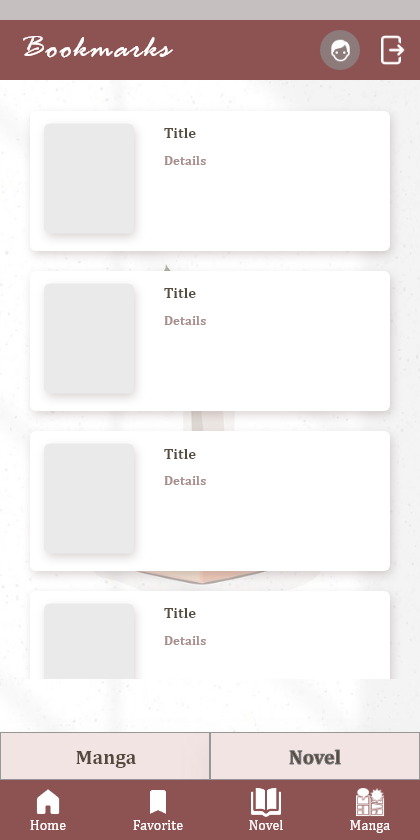 Bookmarks
Title
Details
Title
Details
Title
Details
Title
Details
Manga Novel
Home Favorite Novel Manga